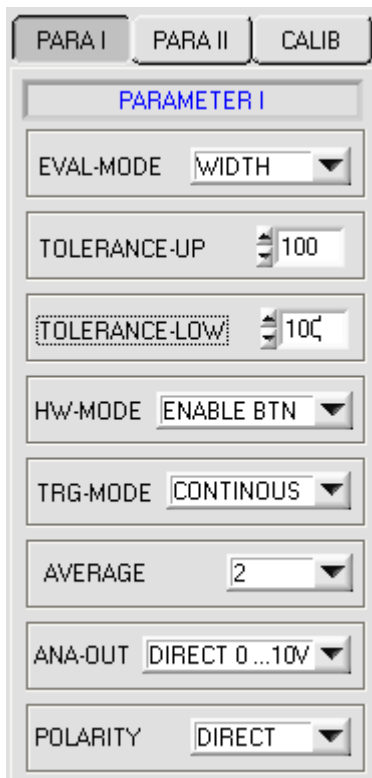 PARA I PARA II CALIB
PARAMETER I
EVAL-MODE WIDTH
TOLERANCE-UP 100
TOLERANCE-LOW 100
HW-MODE ENABLE BTN
TRG-MODE CONTINOUS
AVERAGE 2
ANA-OUT DIRECT 0 ...10V
POLARITY DIRECT